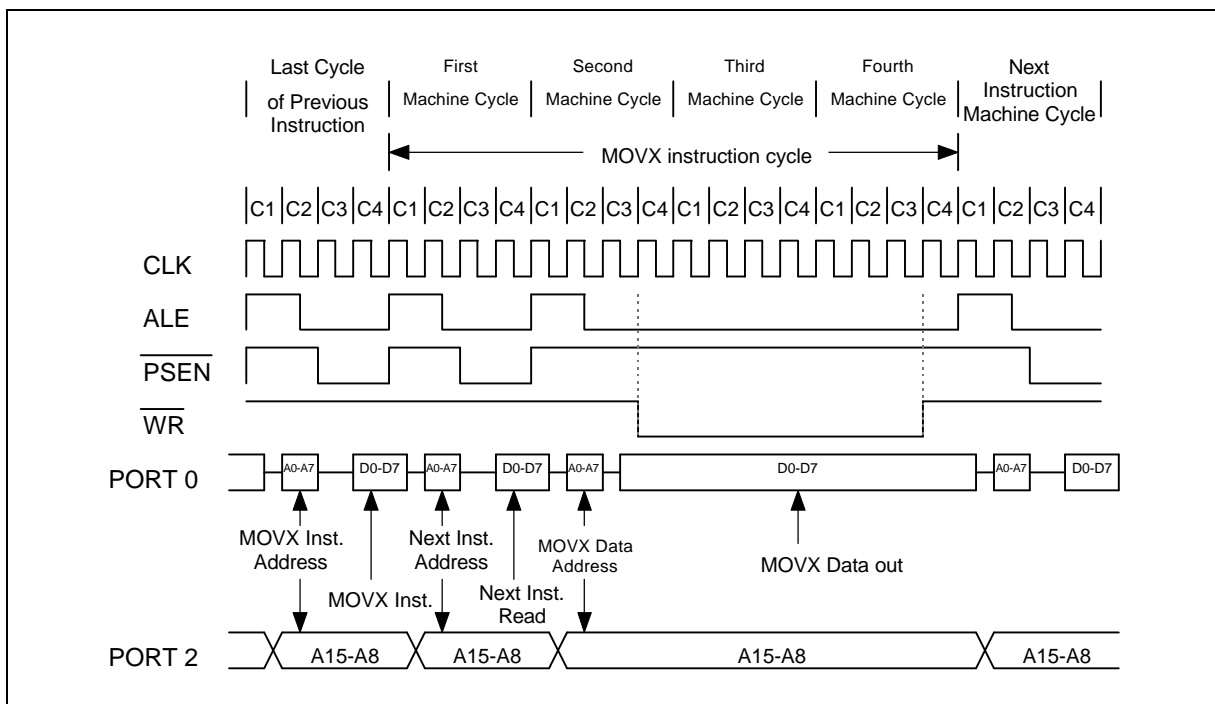 Last Cycle
of Previous
Instruction
First
Machine Cycle
Second
Machine Cycle
Third
Machine Cycle
Fourth
Machine Cycle
Next
Instruction
Machine Cycle
MOVX instruction cycle
C1 C2 C3 C4 C1 C2 C3 C4 C1 C2 C3 C4 C1 C2 C3 C4 C1 C2 C3 C4 C1 C2 C3 C4
CLK
ALE
PSEN
WR
PORT 0
A0-A7 D0-D7 A0-A7 D0-D7 A0-A7 D0-D7 A0-A7 D0-D7
MOVX Inst.
Address
MOVX Inst.
Next Inst.
Address
Next Inst.
Read
MOVX Data
Address
MOVX Data out
PORT 2
A15-A8 A15-A8 A15-A8 A15-A8